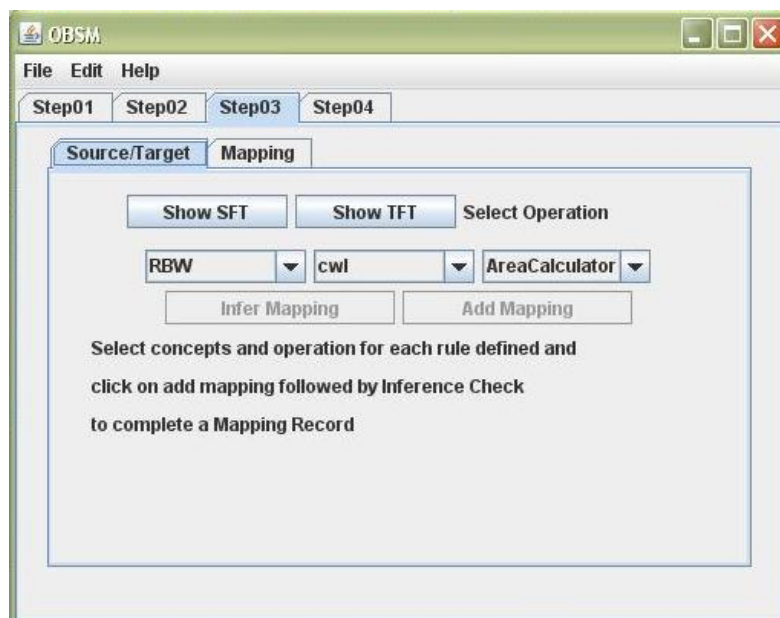 OBSM
File Edit Help
Step01 Step02 Step03 Step04
Source/Target Mapping
Show SFT Show TFT Select Operation
RBW cwl AreaCalculator
Infer Mapping Add Mapping
Select concepts and operation for each rule defined and
click on add mapping followed by Inference Check
to complete a Mapping Record